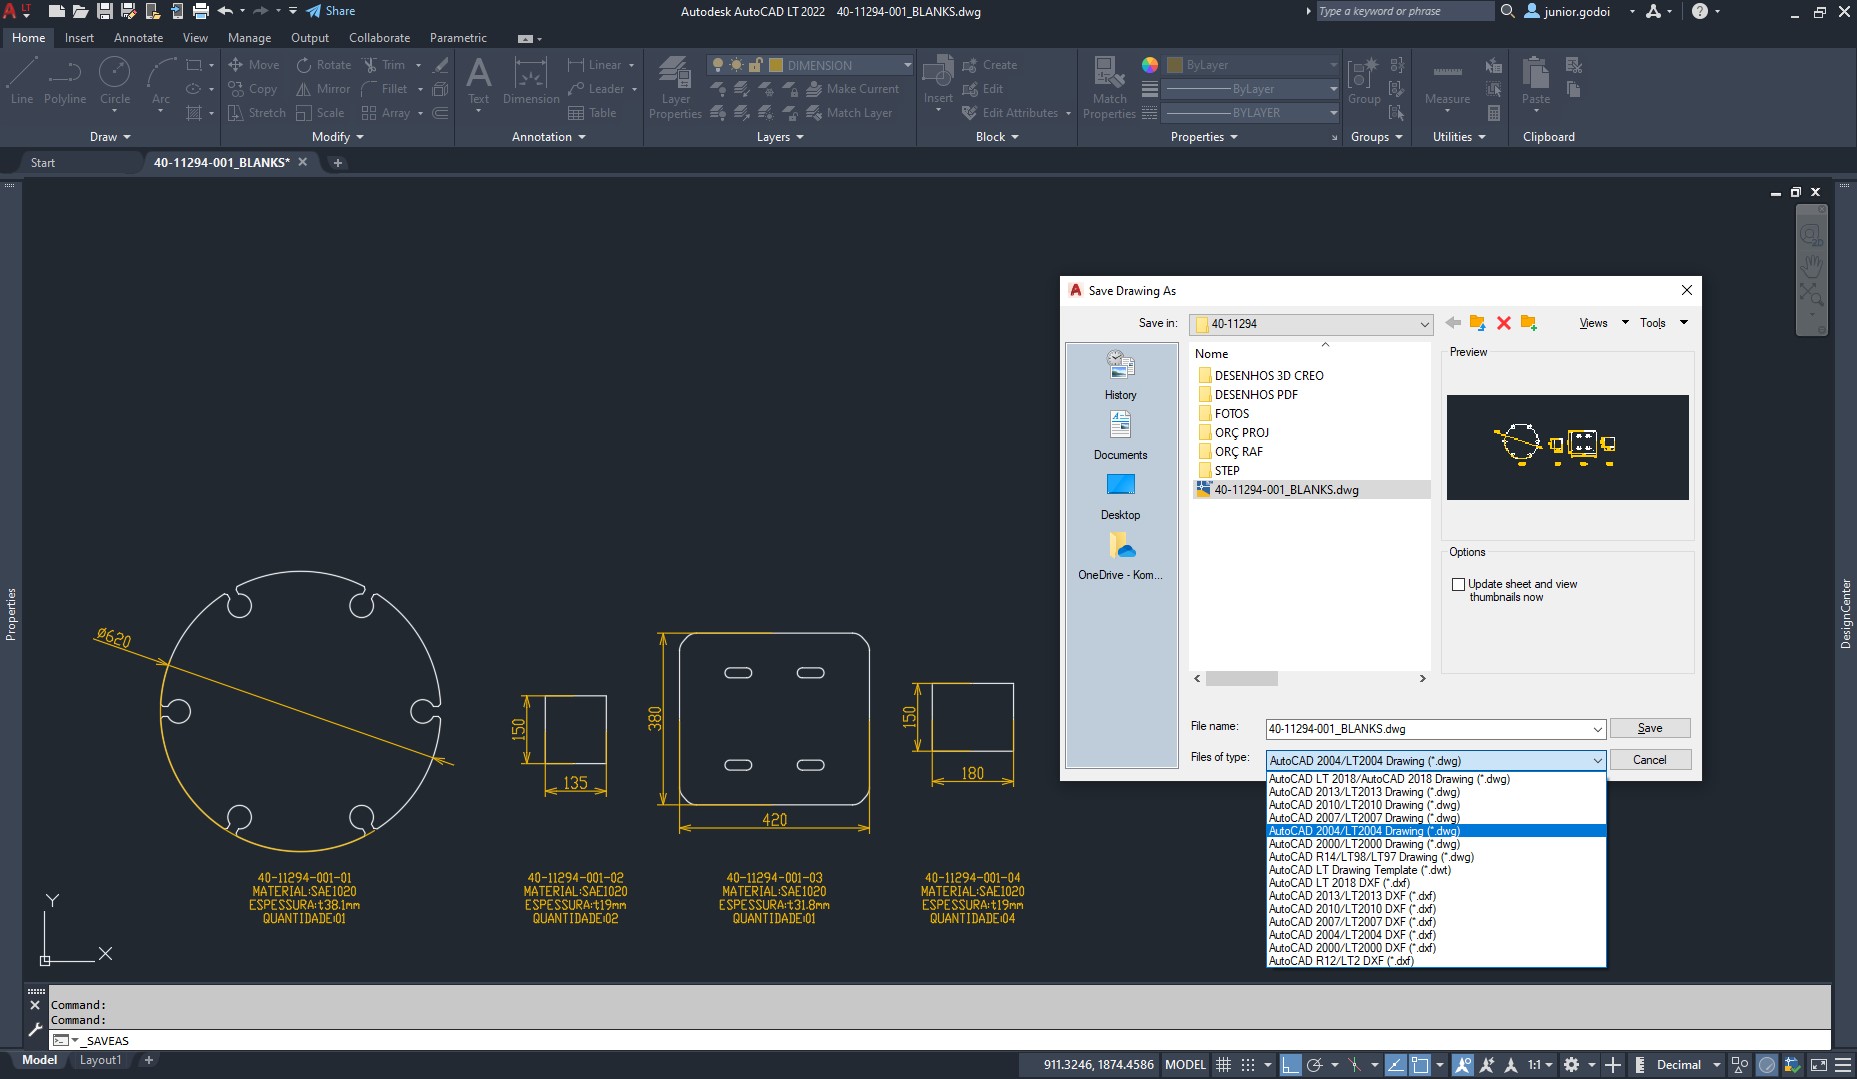 LT
Share
Autodesk AutoCAD LT 2022 40-11294-001_BLANKS.dwg
Type a keyword or phrase
junior.godoi
Home Insert Annotate View Manage Output Collaborate Parametric
Line Polyline Circle Arc
Draw
Move Rotate Trim
Copy Mirror Fillet
Stretch Scale Array
Modify
Text Dimension
Linear
Leader
Table
Annotation
Layer Properties
DIMENSION
Make Current
Match Layer
Layers
Insert
Create
Edit
Edit Attributes
Block
Match Properties
ByLayer
ByLayer
BYLAYER
Properties
Group
Groups
Measure
Utilities
Paste
Clipboard
Start 40-11294-001_BLANKS*
Properties
DesignCenter
Save Drawing As
Save in: 40-11294
Views Tools
History
Documents
Desktop
OneDrive - Kom...
Nome
DESENHOS 3D CREO
DESENHOS PDF
FOTOS
ORÇ PROJ
ORÇ RAF
STEP
40-11294-001_BLANKS.dwg
Preview
Options
Update sheet and view
thumbnails now
File name: 40-11294-001_BLANKS.dwg Save
Files of type: AutoCAD 2004/LT2004 Drawing (*.dwg) Cancel
AutoCAD LT 2018/AutoCAD 2018 Drawing (*.dwg)
AutoCAD 2013/LT2013 Drawing (*.dwg)
AutoCAD 2010/LT2010 Drawing (*.dwg)
AutoCAD 2007/LT2007 Drawing (*.dwg)
AutoCAD 2004/LT2004 Drawing (*.dwg)
AutoCAD 2000/LT2000 Drawing (*.dwg)
AutoCAD R14/LT98/LT97 Drawing (*.dwg)
AutoCAD LT Drawing Template (*.dwt)
AutoCAD LT 2018 DXF (*.dxf)
AutoCAD 2013/LT2013 DXF (*.dxf)
AutoCAD 2010/LT2010 DXF (*.dxf)
AutoCAD 2007/LT2007 DXF (*.dxf)
AutoCAD 2004/LT2004 DXF (*.dxf)
AutoCAD 2000/LT2000 DXF (*.dxf)
AutoCAD R12/LT2 DXF (*.dxf)
ø620
150
135
380
420
150
180
40-11294-001-01
MATERIAL:SAE1020
ESPESSURA:t38.1mm
QUANTIDADE:01
40-11294-001-02
MATERIAL:SAE1020
ESPESSURA:t19mm
QUANTIDADE:02
40-11294-001-03
MATERIAL:SAE1020
ESPESSURA:t31.8mm
QUANTIDADE:01
40-11294-001-04
MATERIAL:SAE1020
ESPESSURA:t19mm
QUANTIDADE:04
Y
X
Command:
Command:
_SAVEAS
Model Layout1
911.3246, 1874.4586 MODEL 1:1 Decimal